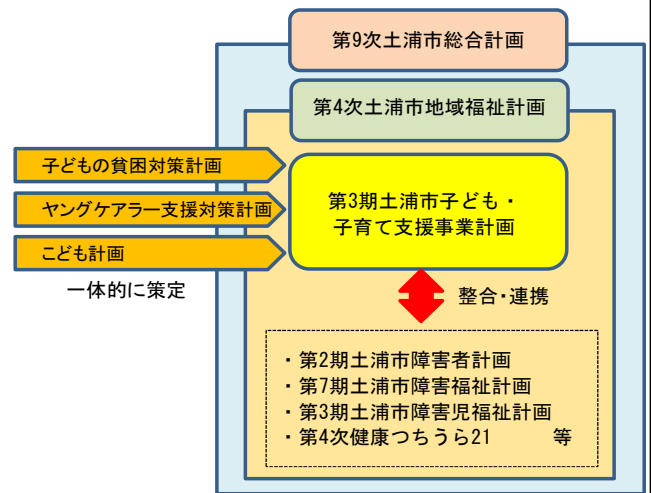 第9次土浦市総合計画
第4次土浦市地域福祉計画
子どもの貧困対策計画
ヤングケアラー支援対策計画
こども計画
一体的に策定
第3期土浦市子ども・
子育て支援事業計画
整合・連携
・第2期土浦市障害者計画
・第7期土浦市障害福祉計画
・第3期土浦市障害児福祉計画
・第4次健康つちうら21　　等